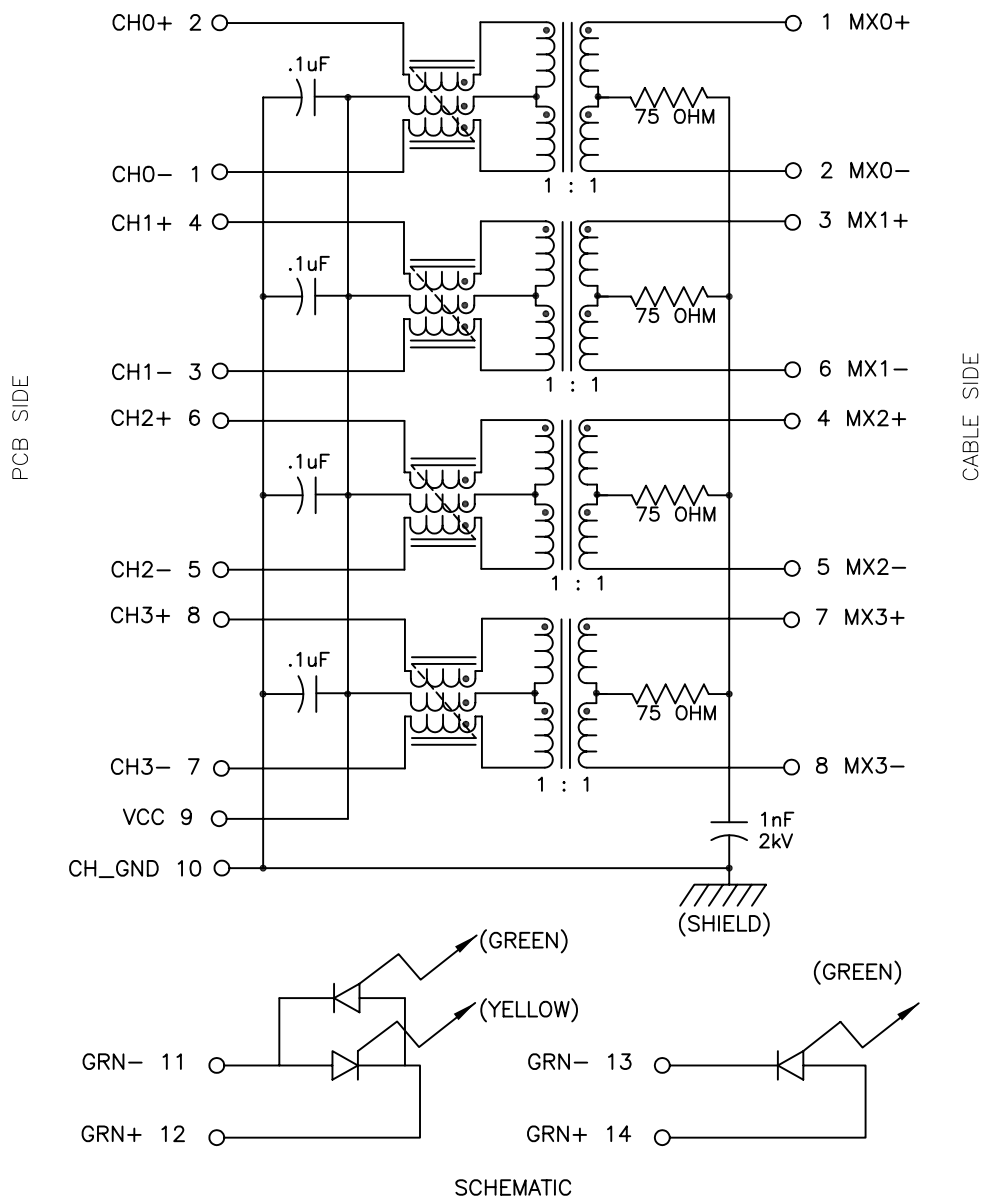 CH0+ 2
1 MX0+
.1uF
75 OHM
CH0- 1
2 MX0-
1 : 1
CH1+ 4
3 MX1+
.1uF
75 OHM
CH1- 3
6 MX1-
1 : 1
PCB SIDE
CABLE SIDE
CH2+ 6
4 MX2+
.1uF
75 OHM
CH2- 5
5 MX2-
1 : 1
CH3+ 8
7 MX3+
.1uF
75 OHM
CH3- 7
8 MX3-
1 : 1
VCC 9
1nF
2kV
CH_GND 10
(SHIELD)
(GREEN)
(YELLOW)
GRN- 11
GRN+ 12
(GREEN)
GRN- 13
GRN+ 14
SCHEMATIC